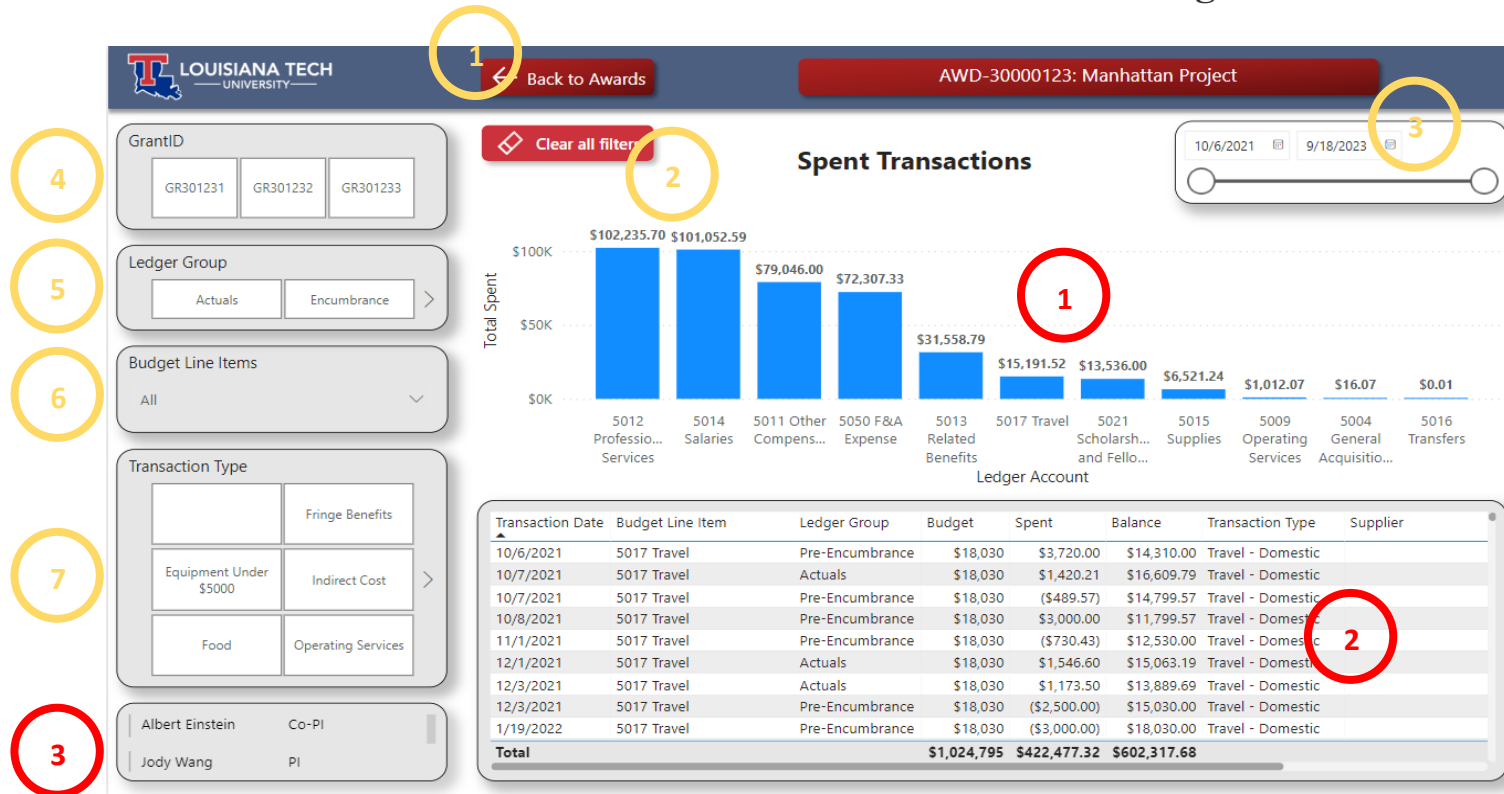 g
LOUISIANA TECH
UNIVERSITY
1
Back to Awards
AWD-30000123: Manhattan Project
GrantID
GR301231 GR301232 GR301233
4
Clear all filters
2
Spent Transactions
10/6/2021 9/18/2023
3
Ledger Group
Actuals Encumbrance
5
Budget Line Items
All
6
Transaction Type
Fringe Benefits
Equipment Under
$5000
Indirect Cost
Food Operating Services
7
Albert Einstein Co-PI
Jody Wang PI
3
Total Spent
$100K
$50K
$0K
$102,235.70 $101,052.59 $79,046.00 $72,307.33 $31,558.79 $15,191.52 $13,536.00 $6,521.24 $1,012.07 $16.07 $0.01
1
5012
Professio...
Services
5014
Salaries
5011 Other
Compens...
5050 F&A
Expense
5013
Related
Benefits
5017 Travel
5021
Scholarsh...
and Fello...
5015
Supplies
5009
Operating
Services
5004
General
Acquisitio...
5016
Transfers
Ledger Account
Transaction Date Budget Line Item Ledger Group Budget Spent Balance Transaction Type Supplier
10/6/2021 5017 Travel Pre-Encumbrance $18,030 $3,720.00 $14,310.00 Travel - Domestic
10/7/2021 5017 Travel Actuals $18,030 $1,420.21 $16,609.79 Travel - Domestic
10/7/2021 5017 Travel Pre-Encumbrance $18,030 ($489.57) $14,799.57 Travel - Domestic
10/8/2021 5017 Travel Pre-Encumbrance $18,030 $3,000.00 $11,799.57 Travel - Domestic
11/1/2021 5017 Travel Pre-Encumbrance $18,030 ($730.43) $12,530.00 Travel - Domestic
12/1/2021 5017 Travel Actuals $18,030 $1,546.60 $15,063.19 Travel - Domestic
12/3/2021 5017 Travel Actuals $18,030 $1,173.50 $13,889.69 Travel - Domestic
12/3/2021 5017 Travel Pre-Encumbrance $18,030 ($2,500.00) $15,030.00 Travel - Domestic
1/19/2022 5017 Travel Pre-Encumbrance $18,030 ($3,000.00) $18,030.00 Travel - Domestic
Total $1,024,795 $422,477.32 $602,317.68
2